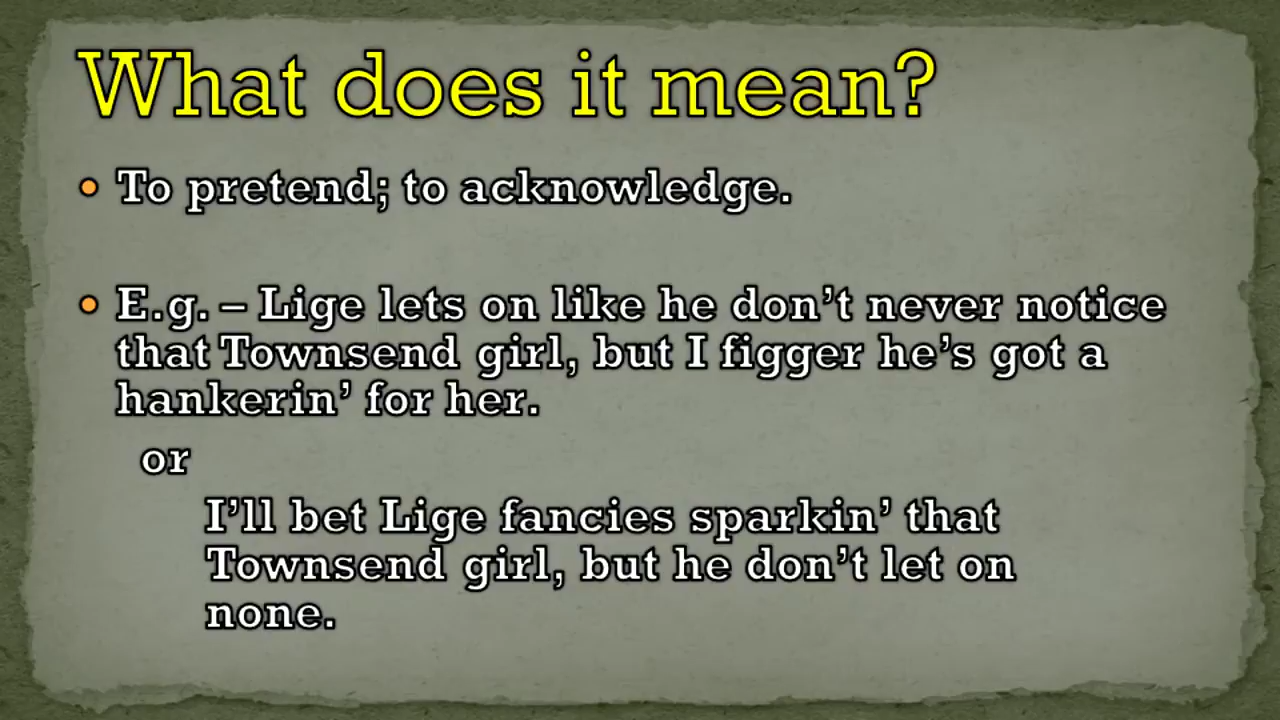 What does it mean?
• To pretend; to acknowledge.
• E.g. – Lige lets on like he don’t never notice
that Townsend girl, but I figger he’s got a
hankerin’ for her.
or
I’ll bet Lige fancies sparkin’ that
Townsend girl, but he don’t let on
none.